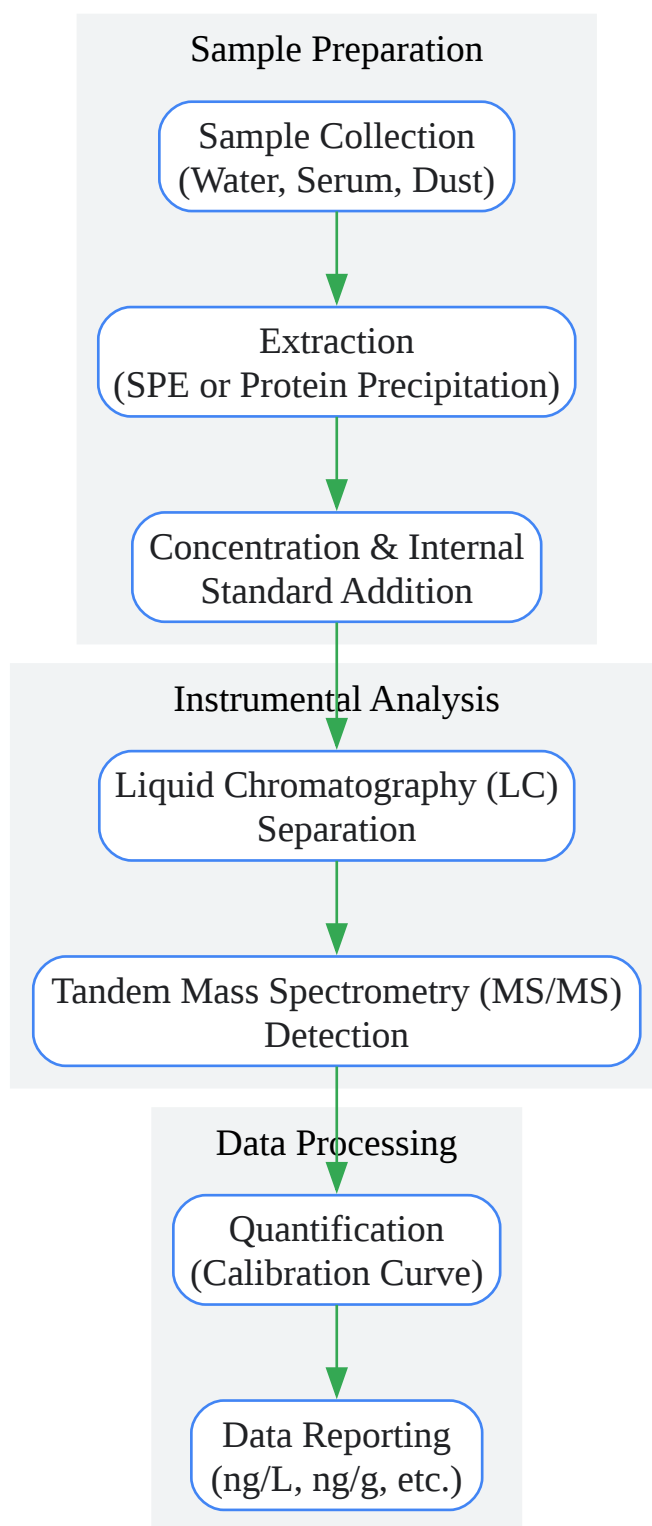 Sample Preparation
Sample Collection
(Water, Serum, Dust)
Extraction
(SPE or Protein Precipitation)
Concentration & Internal
Standard Addition
Instrumental Analysis
Liquid Chromatography (LC)
Separation
Tandem Mass Spectrometry (MS/MS)
Detection
Data Processing
Quantification
(Calibration Curve)
Data Reporting
(ng/L, ng/g, etc.)